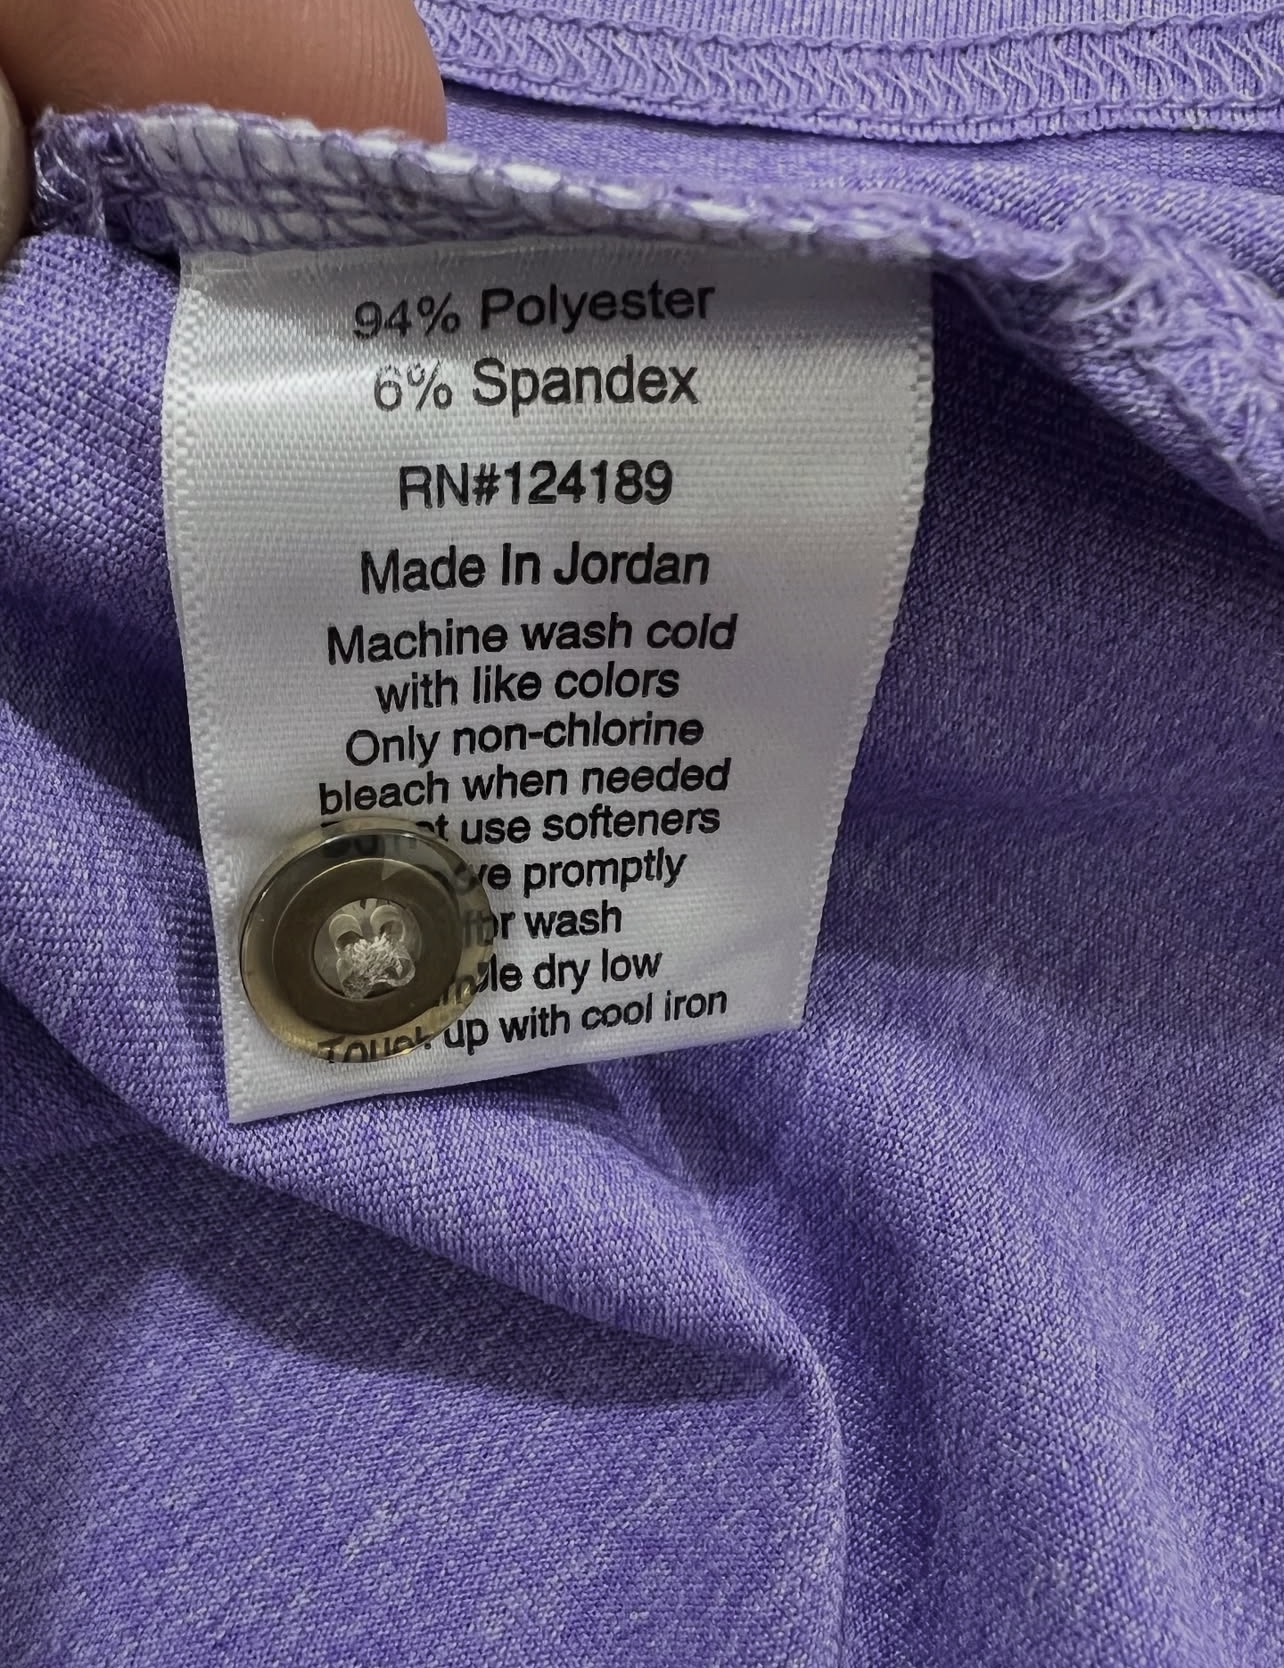 94% Polyester
6% Spandex
RN#124189
Made In Jordan
Machine wash cold
with like colors
Only non-chlorine
bleach when needed
use softeners
promptly
wash
dry low
Touch up with cool iron